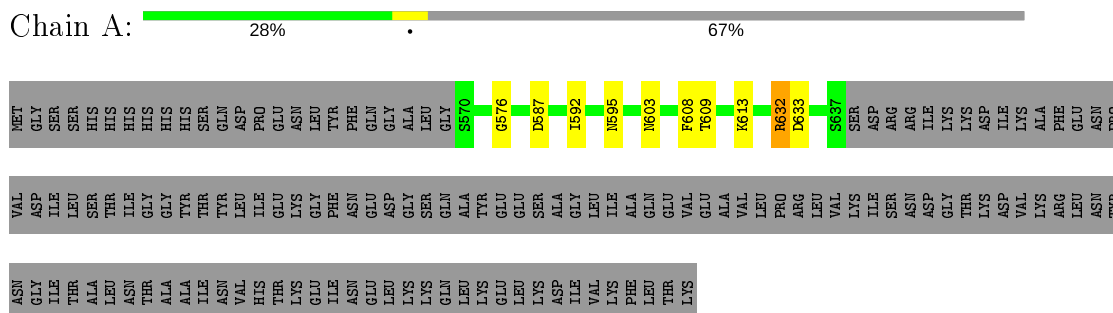 Chain A:
28% • 67%
MET GLY SER SER HIS HIS HIS HIS HIS HIS SER GLN ASP PRO GLU ASN LEU TYR PHE GLN GLY ALA LEU GLY S570 G576 D587 I592 N595 N603 F608 T609 K613 R632 D633 S637 SER ASP ARG ARG ILE LYS LYS ASP ILE LYS ALA PHE GLU ASN PRO
VAL ASP ILE LEU SER THR ILE GLY GLY TYR THR TYR LEU ILE GLU LYS GLY PHE ASN GLU ASP GLY SER GLN ALA TYR GLU GLU SER ALA GLY LEU ILE ALA GLN GLU VAL GLU ALA VAL LEU PRO ARG LEU VAL LYS ILE SER ASN ASP GLY THR LYS ASP VAL LYS ARG LEU ASN TYR
ASN GLY ILE THR ALA LEU ASN THR ALA ALA ILE ASN VAL HIS THR LYS GLU ILE ASN GLU LEU LYS LYS GLN LEU LYS GLU LEU LYS ASP ILE VAL LYS PHE LEU THR LYS